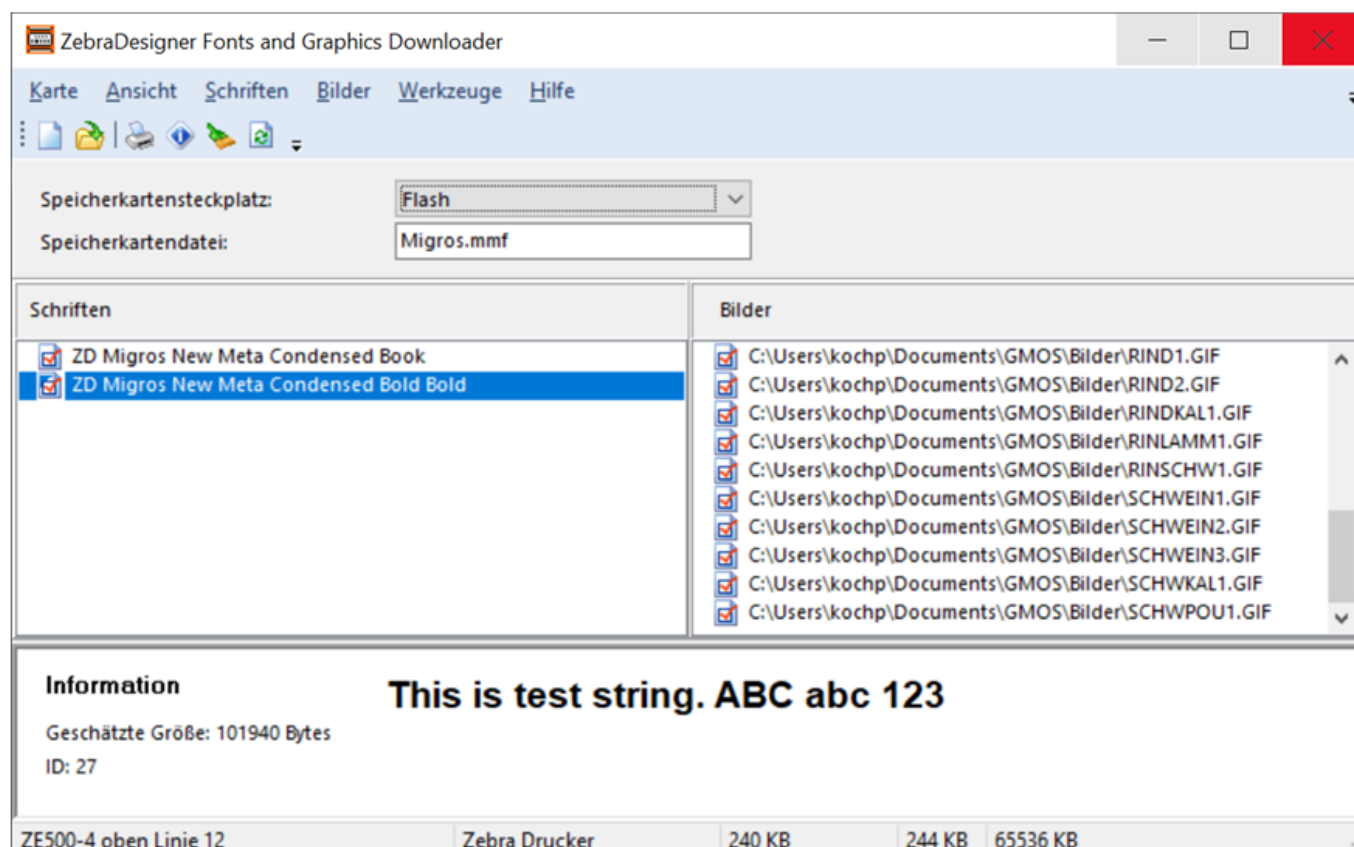 ZebraDesigner Fonts and Graphics Downloader
Karte Ansicht Schriften Bilder Werkzeuge Hilfe
Speicherkartensteckplatz: Flash
Speicherkartendatei: Migros.mmf
Schriften
ZD Migros New Meta Condensed Book
ZD Migros New Meta Condensed Bold Bold
Bilder
C:\Users\kochp\Documents\GMOS\Bilder\RIND1.GIF
C:\Users\kochp\Documents\GMOS\Bilder\RIND2.GIF
C:\Users\kochp\Documents\GMOS\Bilder\RINDKAL1.GIF
C:\Users\kochp\Documents\GMOS\Bilder\RINLAMM1.GIF
C:\Users\kochp\Documents\GMOS\Bilder\RINSCHW1.GIF
C:\Users\kochp\Documents\GMOS\Bilder\SCHWEIN1.GIF
C:\Users\kochp\Documents\GMOS\Bilder\SCHWEIN2.GIF
C:\Users\kochp\Documents\GMOS\Bilder\SCHWEIN3.GIF
C:\Users\kochp\Documents\GMOS\Bilder\SCHWKAL1.GIF
C:\Users\kochp\Documents\GMOS\Bilder\SCHWPOU1.GIF
Information
Geschätzte Größe: 101940 Bytes
ID: 27
This is test string. ABC abc 123
ZE500-4 oben Linie 12 Zebra Drucker 240 KB 244 KB 65536 KB